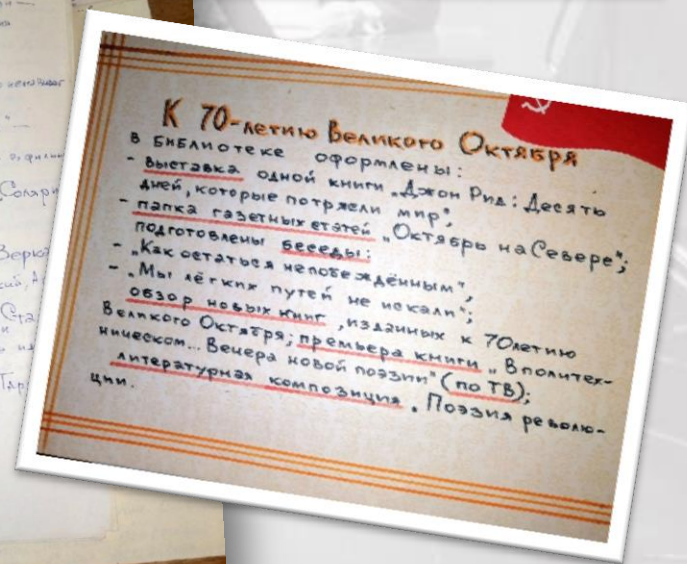 К 70-летию Великого Октября
в библиотеке оформлены:
- выставка одной книги „Джон Рид: Десять
дней, которые потрясли мир";
- папка газетных статей „Октябрь на Севере";
подготовлены беседы:
- „Как остаться непобеждённым",
- „Мы лёгких путей не искали";
обзор новых книг, изданных к 70летию
Великого Октября; премьера книги „В политех-
ническом... Вечера новой поэзии" (по ТВ);
литературная композиция „Поэзия револю-
ции.